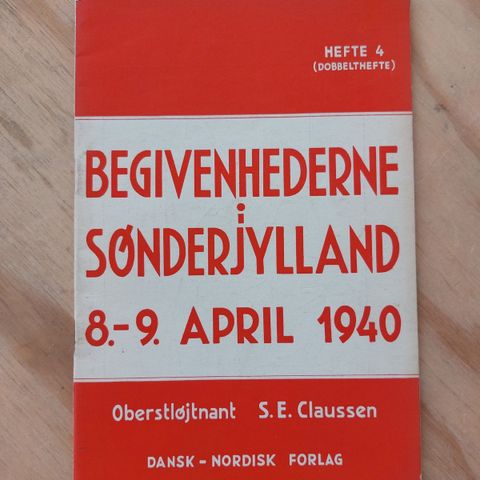 HEFTE 4
(DOBBELTHEFTE)
BEGIVENHEDERNE
i
SØNDERJYLLAND
8.-9. APRIL 1940
Oberstløjtnant S. E. Claussen
DANSK - NORDISK FORLAG